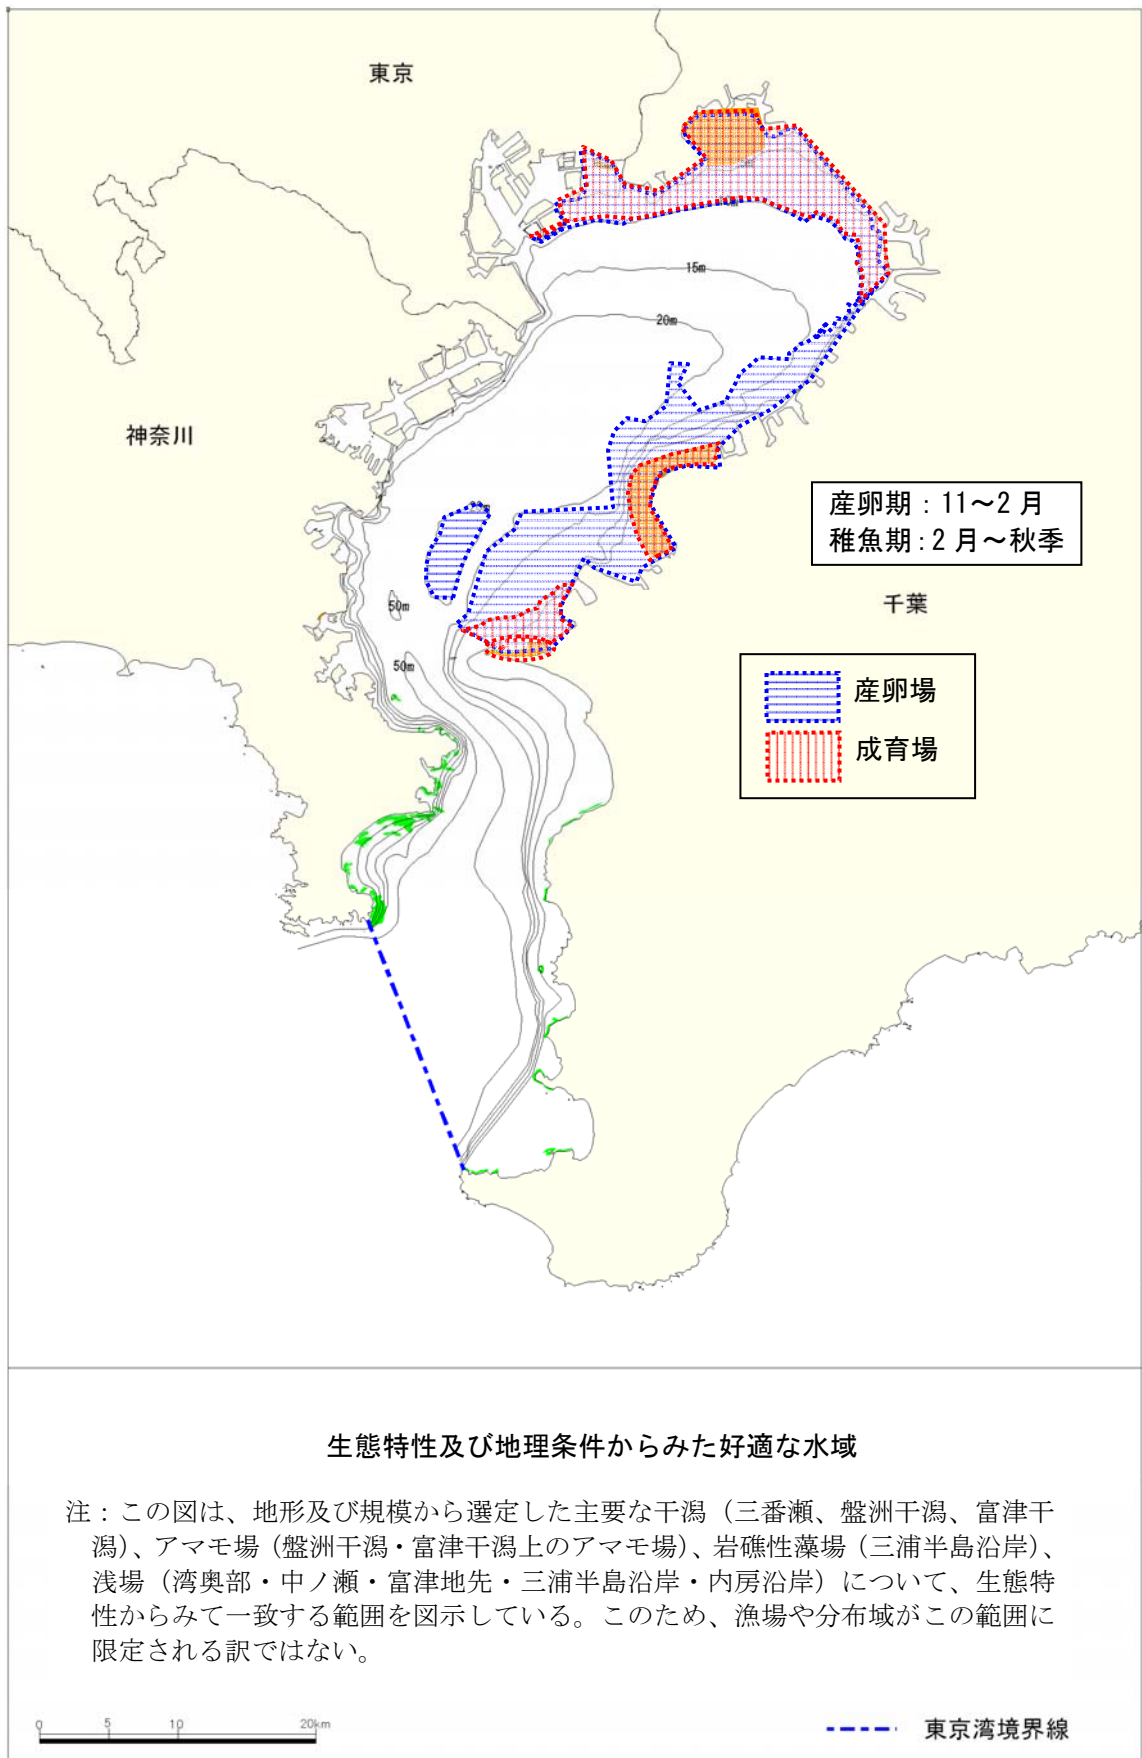 東京
15m
20m
神奈川
産卵期：11～2 月
稚魚期：2 月～秋季
千葉
50m
50m
産卵場
成育場
生態特性及び地理条件からみた好適な水域
注：この図は、地形及び規模から選定した主要な干潟（三番瀬、盤洲干潟、富津干
潟）、アマモ場（盤洲干潟・富津干潟上のアマモ場）、岩礁性藻場（三浦半島沿岸）、
浅場（湾奥部・中ノ瀬・富津地先・三浦半島沿岸・内房沿岸）について、生態特
性からみて一致する範囲を図示している。このため、漁場や分布域がこの範囲に
限定される訳ではない。
0 5 10 20km
東京湾境界線